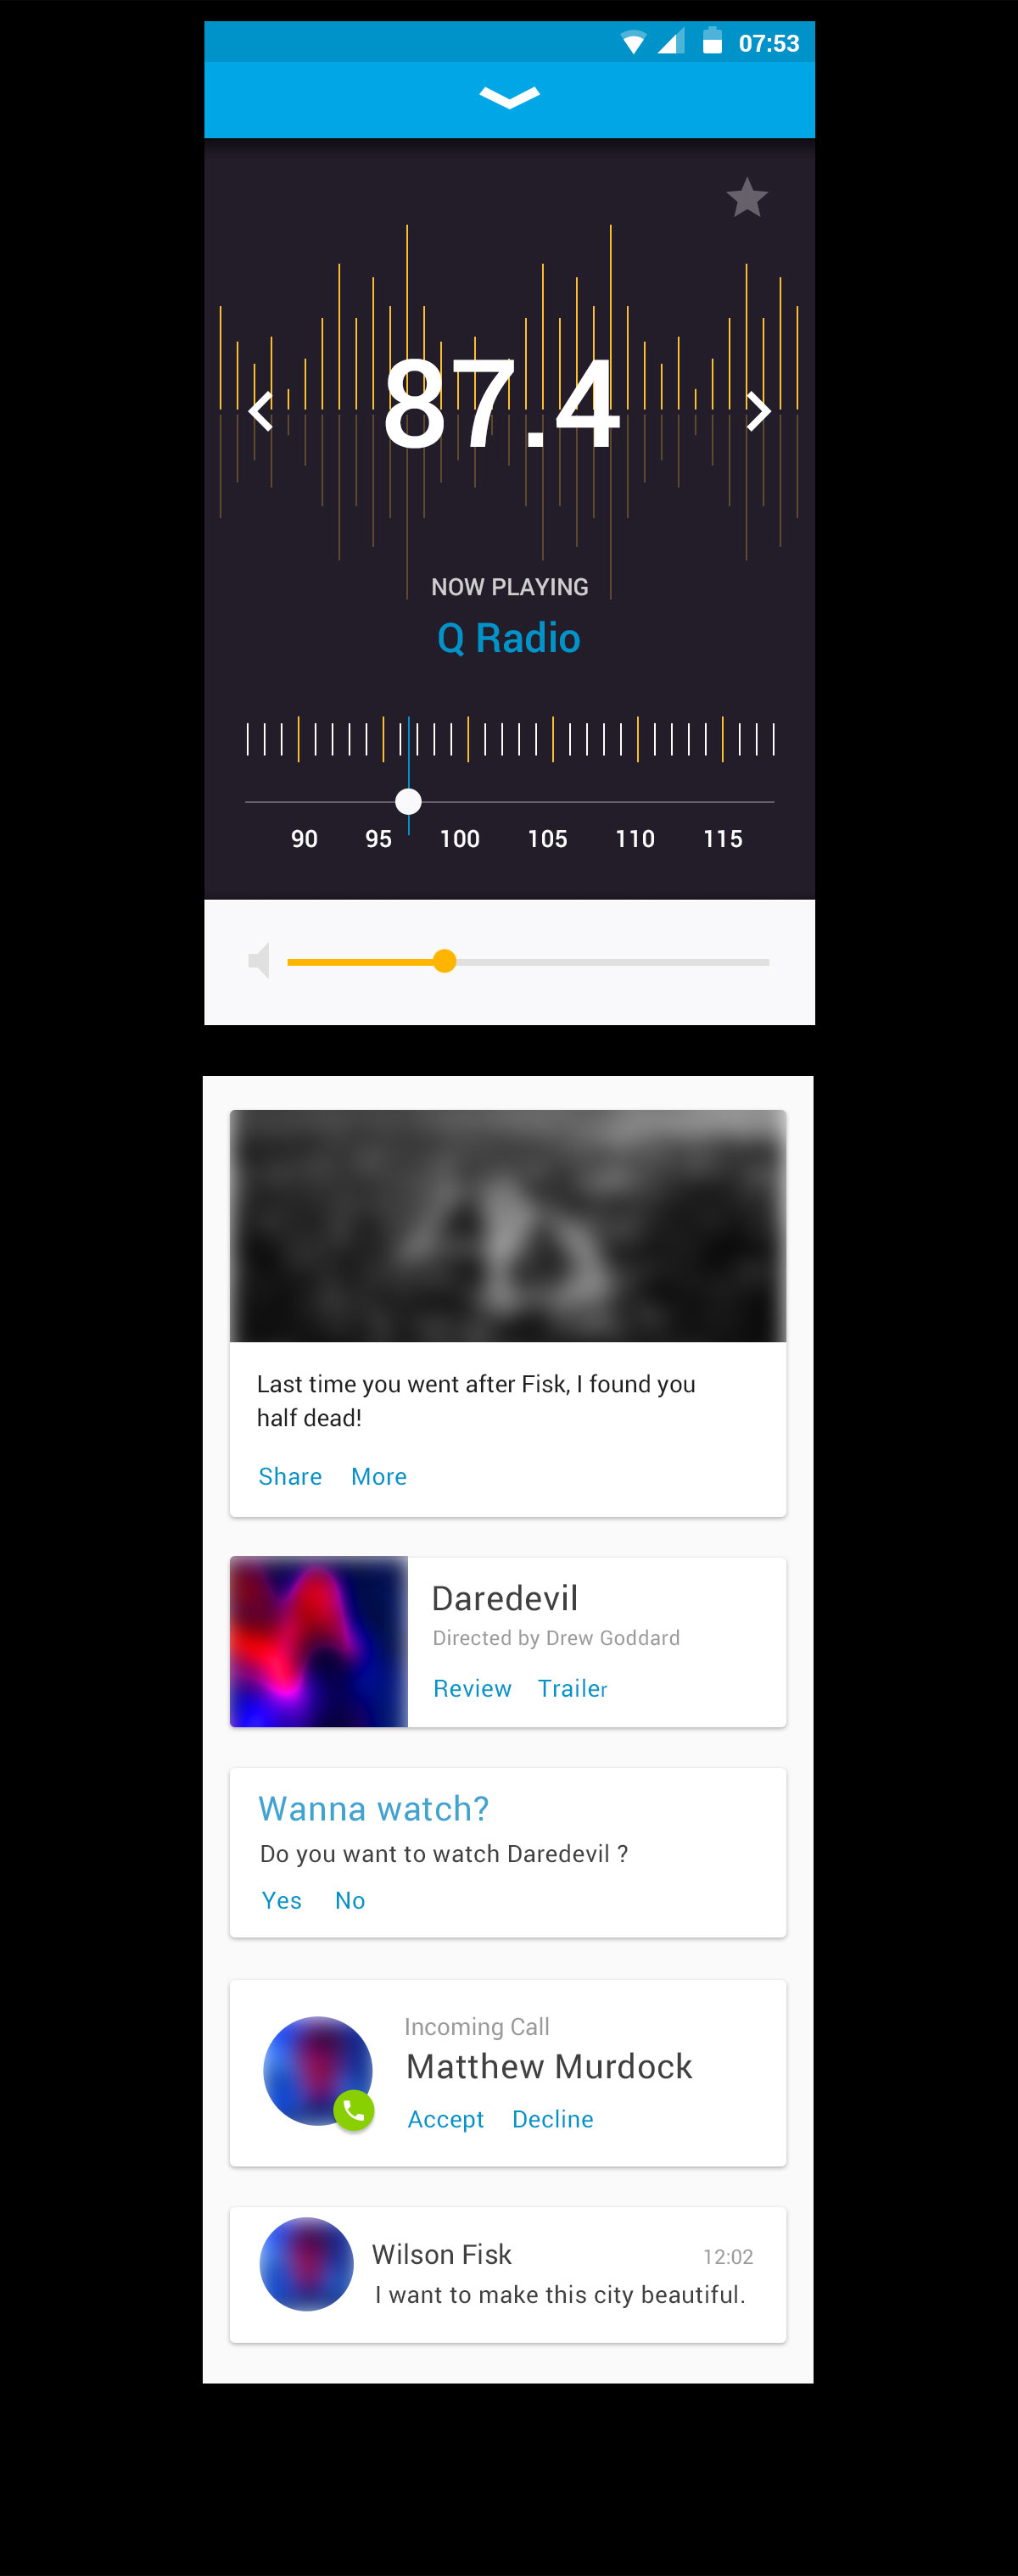 07:53
87.4
NOW PLAYING
Q Radio
90 95 100 105 110 115
Last time you went after Fisk, I found you
half dead!
Share More
Daredevil
Directed by Drew Goddard
Review Trailer
Wanna watch?
Do you want to watch Daredevil ?
Yes No
Incoming Call
Matthew Murdock
Accept Decline
Wilson Fisk 12:02
I want to make this city beautiful.